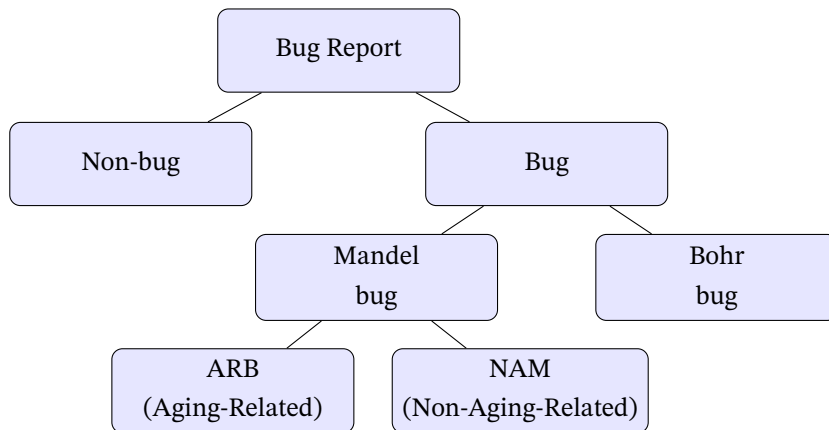 Bug Report
Non-bug
Bug
Mandel
bug
Bohr
bug
ARB
(Aging-Related)
NAM
(Non-Aging-Related)